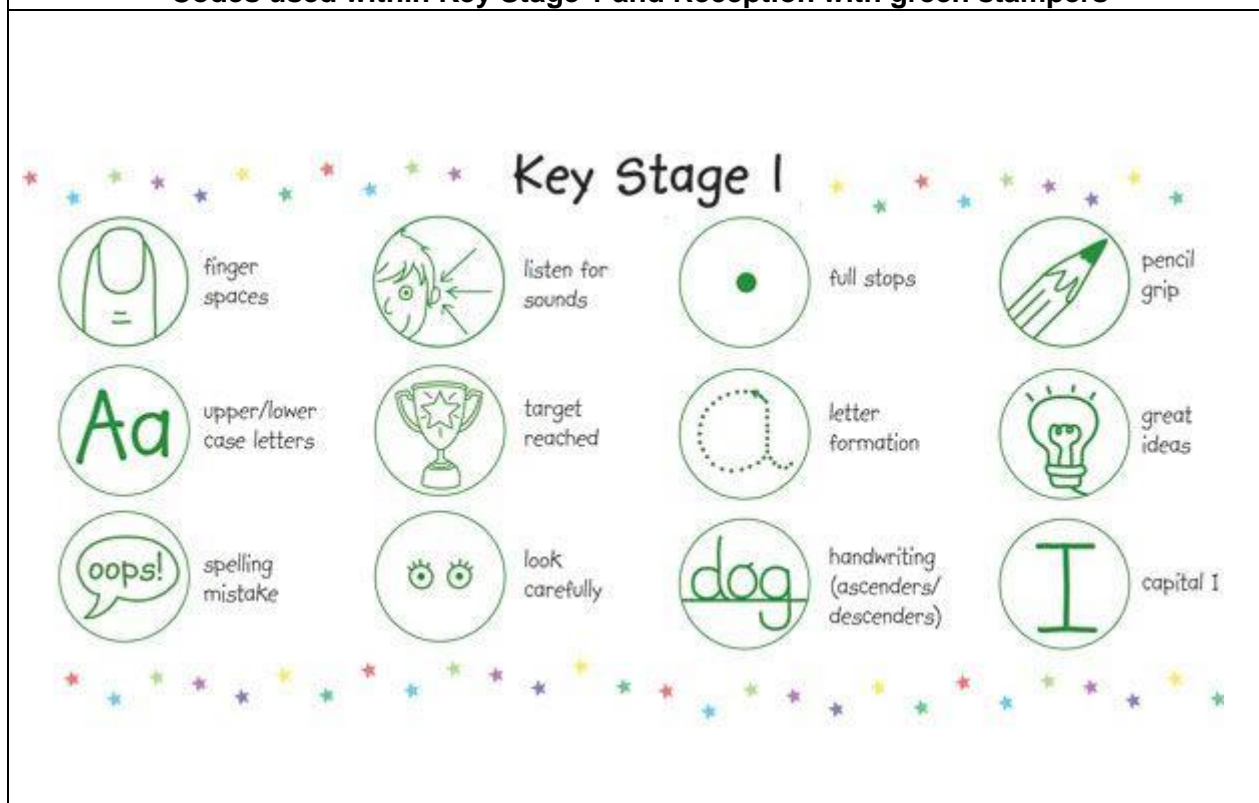 Codes used within Key Stage 1 and Reception with green stampers
Key Stage 1
finger
spaces
listen for
sounds
full stops
pencil
grip
Aa
upper/lower
case letters
target
reached
a
letter
formation
great
ideas
oops!
spelling
mistake
look
carefully
dog
handwriting
(ascenders/
descenders)
I
capital I